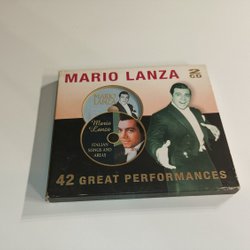 MARIO LANZA
2
CD
MARIO
LANZA
Mario
Lanza
ITALIAN
SONGS AND
ARIAS
42 GREAT PERFORMANCES